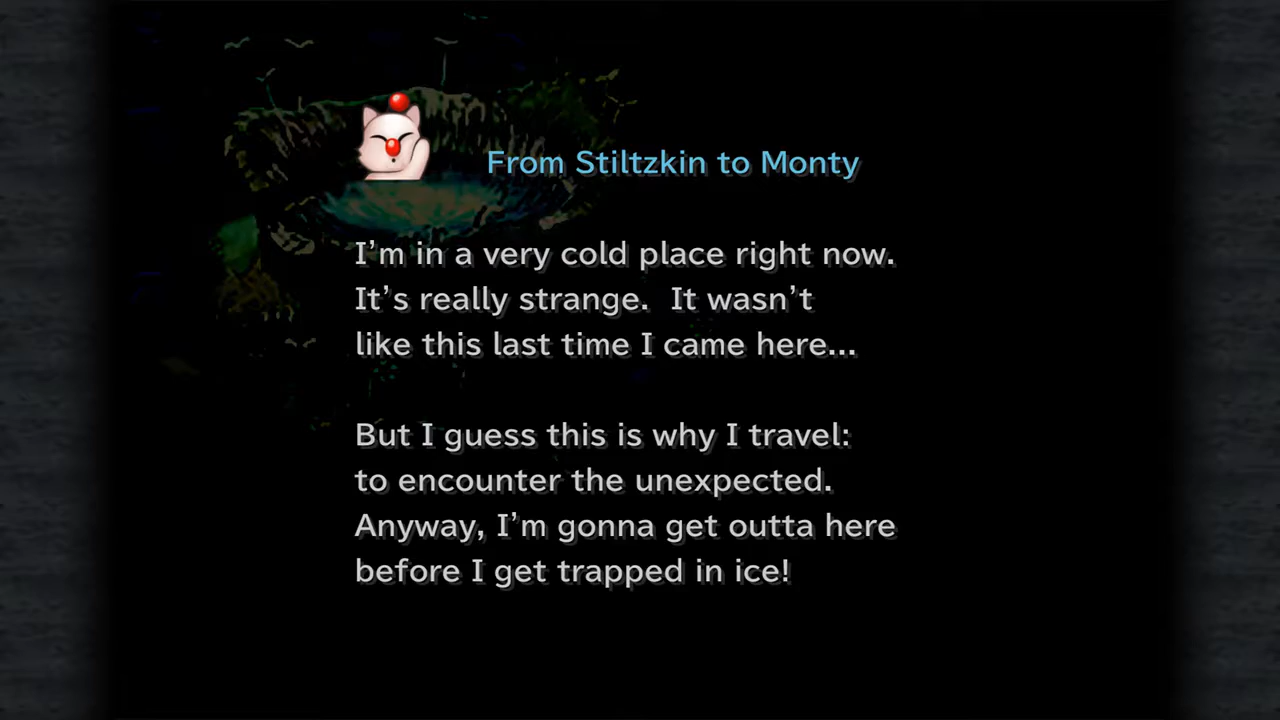 From Stiltzkin to Monty
I'm in a very cold place right now.
It's really strange.  It wasn't
like this last time I came here...
But I guess this is why I travel:
to encounter the unexpected.
Anyway, I'm gonna get outta here
before I get trapped in ice!